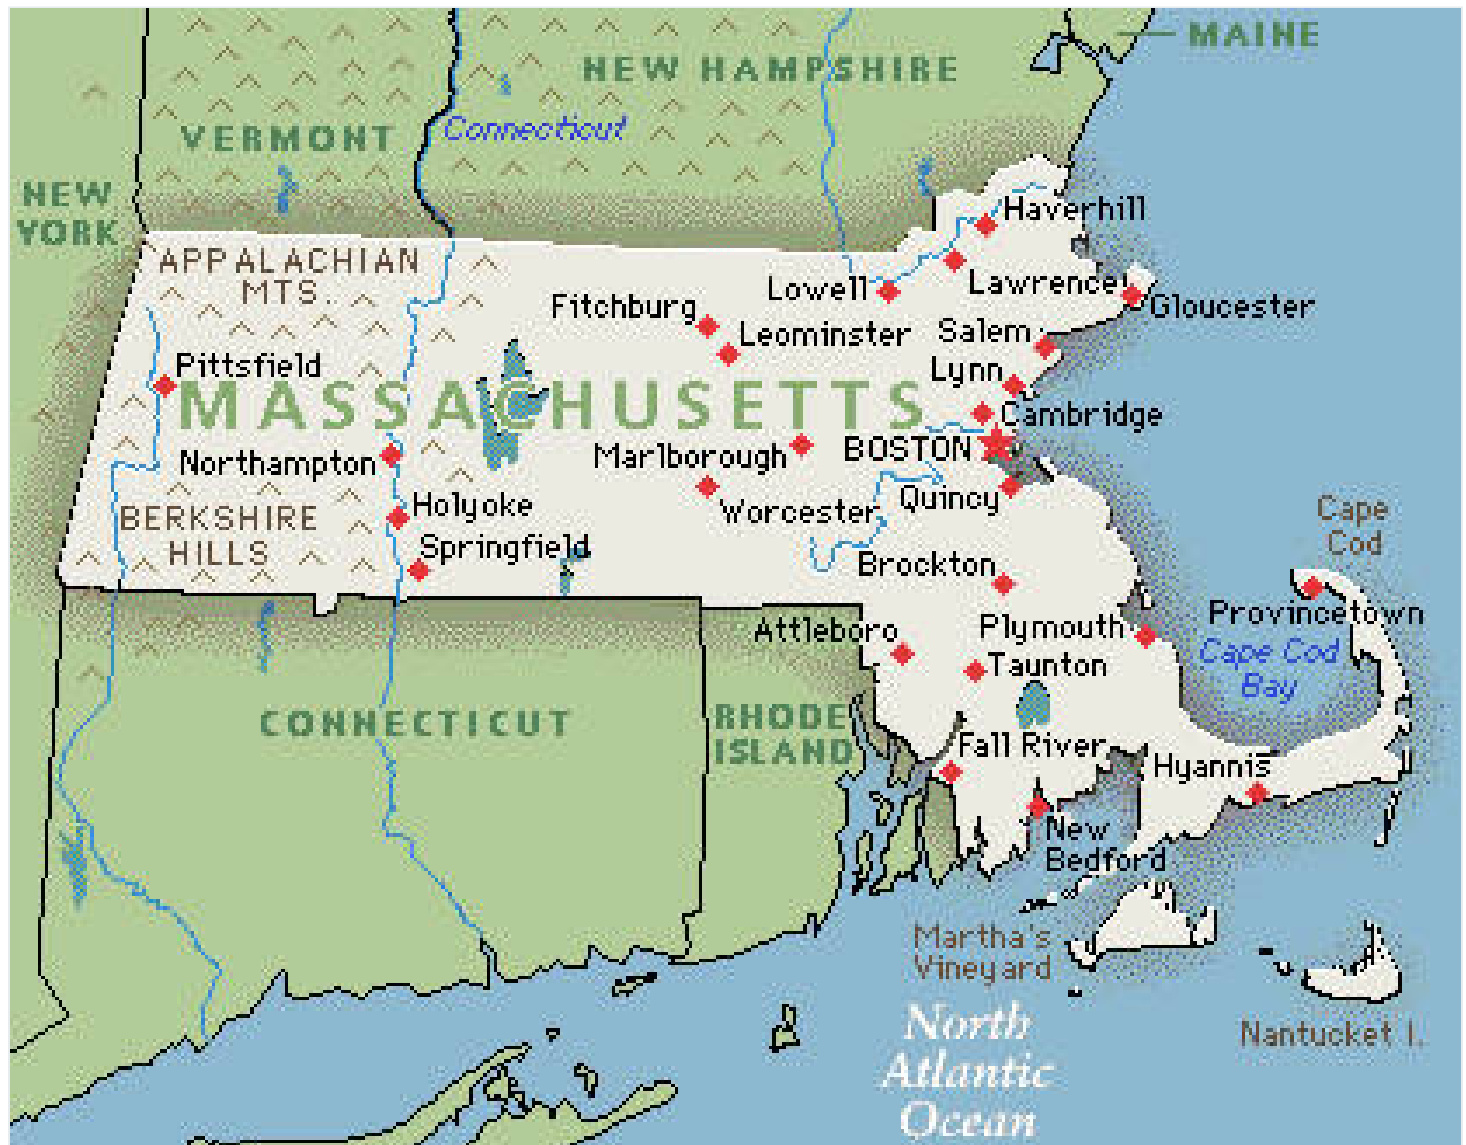 MAINE
NEW HAMPSHIRE
Connecticut
VERMONT
NEW
YORK
Haverhill
APPALACHIAN
MTS.
Lowell
Lawrence
Fitchburg
Gloucester
Leominster
Salem
Pittsfield
Lynn
MASSACHUSETTS
Cambridge
BOSTON
Marlborough
Northampton
Quincy
Holyoke
Worcester
BERKSHIRE
HILLS
Springfield
Cape
Cod
Brockton
Provincetown
Attleboro
Plymouth
Cape Cod
Bay
Taunton
CONNECTICUT
RHODE
ISLAND
Fall River
Hyannis
New
Bedford
Martha's
Vineyard
North
Atlantic
Ocean
Nantucket I.